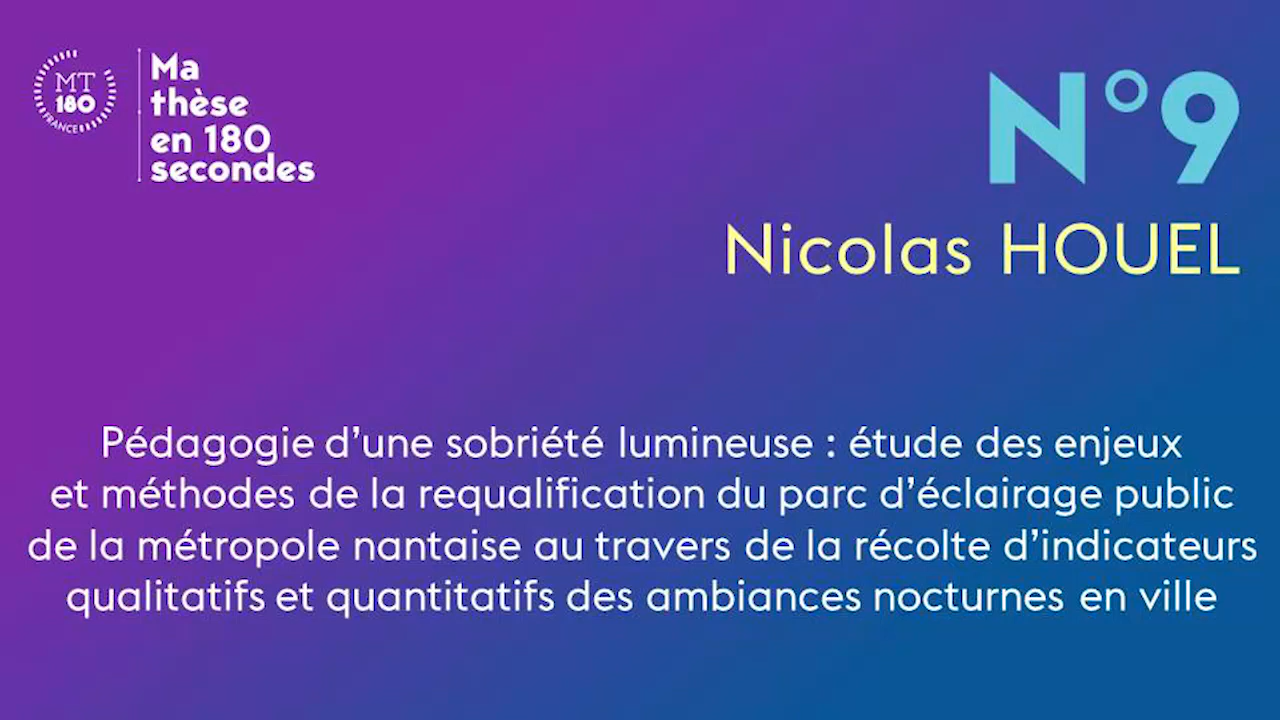 MT
180
FRANCE
Ma
thèse
en 180
secondes
N°9
Nicolas HOUEL
Pédagogie d’une sobriété lumineuse : étude des enjeux
et méthodes de la requalification du parc d’éclairage public
de la métropole nantaise au travers de la récolte d’indicateurs
qualitatifs et quantitatifs des ambiances nocturnes en ville